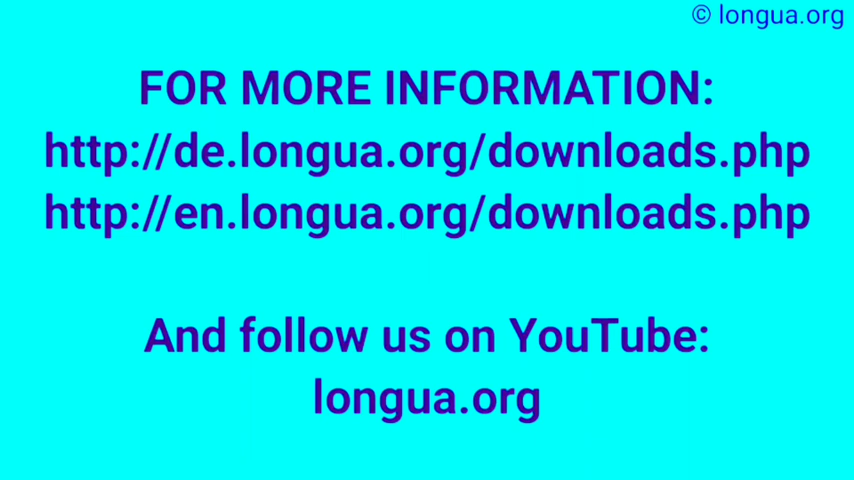 © longua.org
FOR MORE INFORMATION:
http://de.longua.org/downloads.php
http://en.longua.org/downloads.php
And follow us on YouTube:
longua.org